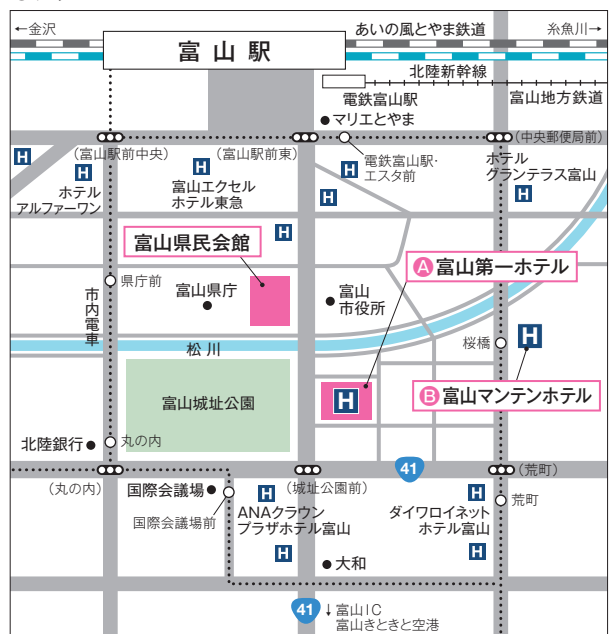 ←金沢
あいの風とやま鉄道
糸魚川→
富山駅
北陸新幹線
電鉄富山駅
富山地方鉄道
マリエとやま
(富山駅前中央)
(富山駅前東)
(中央郵便局前)
H
H
H
H
電鉄富山駅・
エスタ前
ホテル
グランテラス富山
H
ホテル
アルファーワン
富山エクセル
ホテル東急
H
H
富山県民会館
A富山第一ホテル
県庁前
市内電車
富山県庁
富山
市役所
松川
桜橋
H
富山城址公園
H
B富山マンテンホテル
北陸銀行
丸の内
41
(丸の内)
国際会議場
(城址公園前)
(荒町)
国際会議場前
H
ANAクラウン
プラザホテル富山
H
H
荒町
ダイワロイネット
ホテル富山
H
大和
41
↓富山IC
富山きときと空港